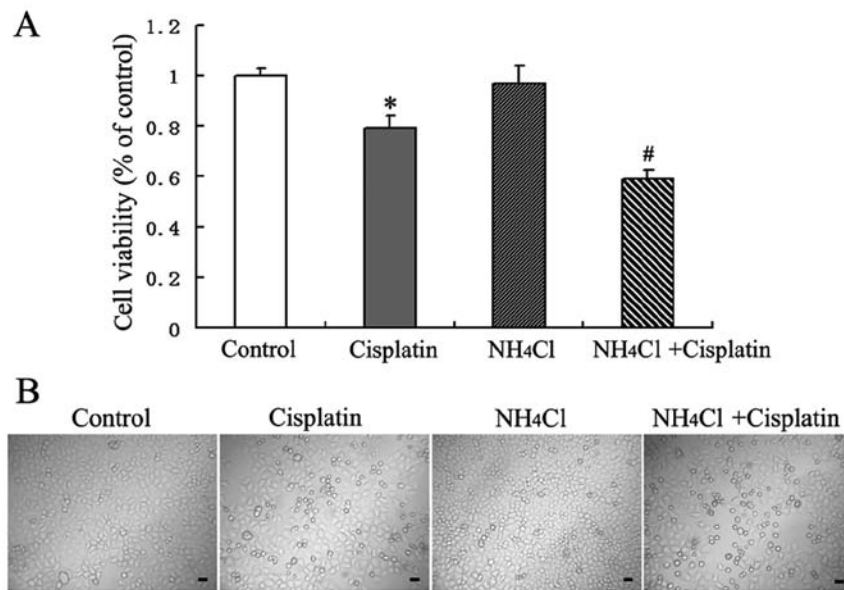 A
Cell viability (% of control)
1.2
1
0.8
0.6
0.4
0.2
0
*
#
Control
Cisplatin
NH₄Cl
NH₄Cl +Cisplatin
B
Control
Cisplatin
NH₄Cl
NH₄Cl +Cisplatin